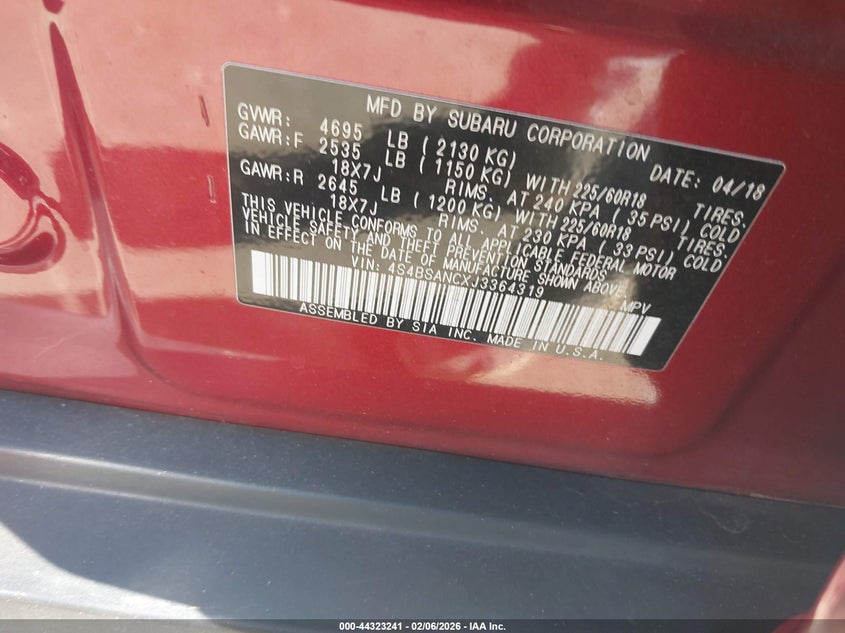 MFD BY SUBARU CORPORATION DATE: 04/18
GVWR: 4695 LB ( 2130 KG)
GAWR:F 2535 LB ( 1150 KG) WITH 225/60R18 TIRES.
18X7J RIMS. AT 240 KPA ( 35 PSI) COLD
GAWR:R 2645 LB ( 1200 KG) WITH 225/60R18 TIRES.
18X7J RIMS. AT 230 KPA ( 33 PSI) COLD
THIS VEHICLE CONFORMS TO ALL APPLICABLE FEDERAL MOTOR
VEHICLE SAFETY AND THEFT PREVENTION STANDARDS
IN EFFECT ON THE DATE OF MANUFACTURE SHOWN ABOVE.
VIN: 4S4BSANCXJ3364319 MPV
ASSEMBLED BY SIA INC. MADE IN U.S.A.
000-44323241 | 02/06/2026 | IAA Inc.